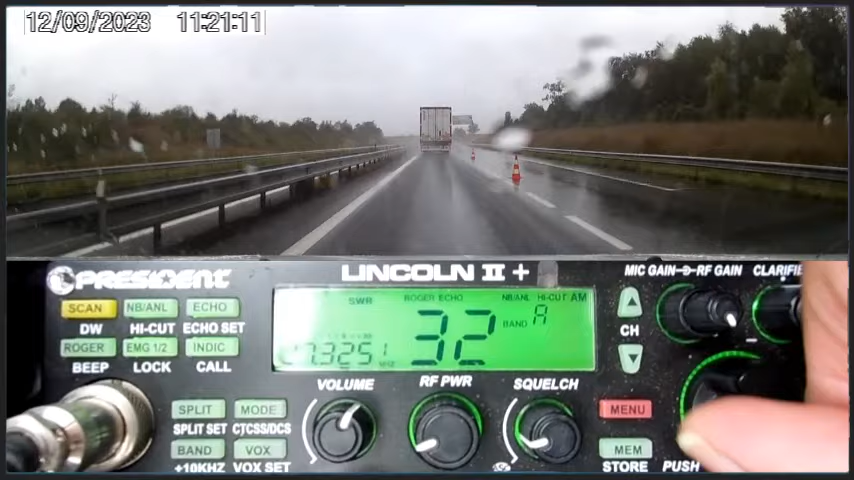 12/09/2023 11:21:11
PRESIDENT LINCOLN II + MIC GAIN RF GAIN CLARIFI
SCAN NB/ANL ECHO
DW HI-CUT ECHO SET
ROGER EMG 1/2 INDIC
BEEP LOCK CALL
SWR ROGER ECHO NB/ANL HI-CUT AM
32 BAND A
MHz
CH
VOLUME RF PWR SQUELCH
SPLIT MODE MENU
SPLIT SET CTCSS/DCS
BAND VOX MEM
+10KHZ VOX SET STORE PUSH